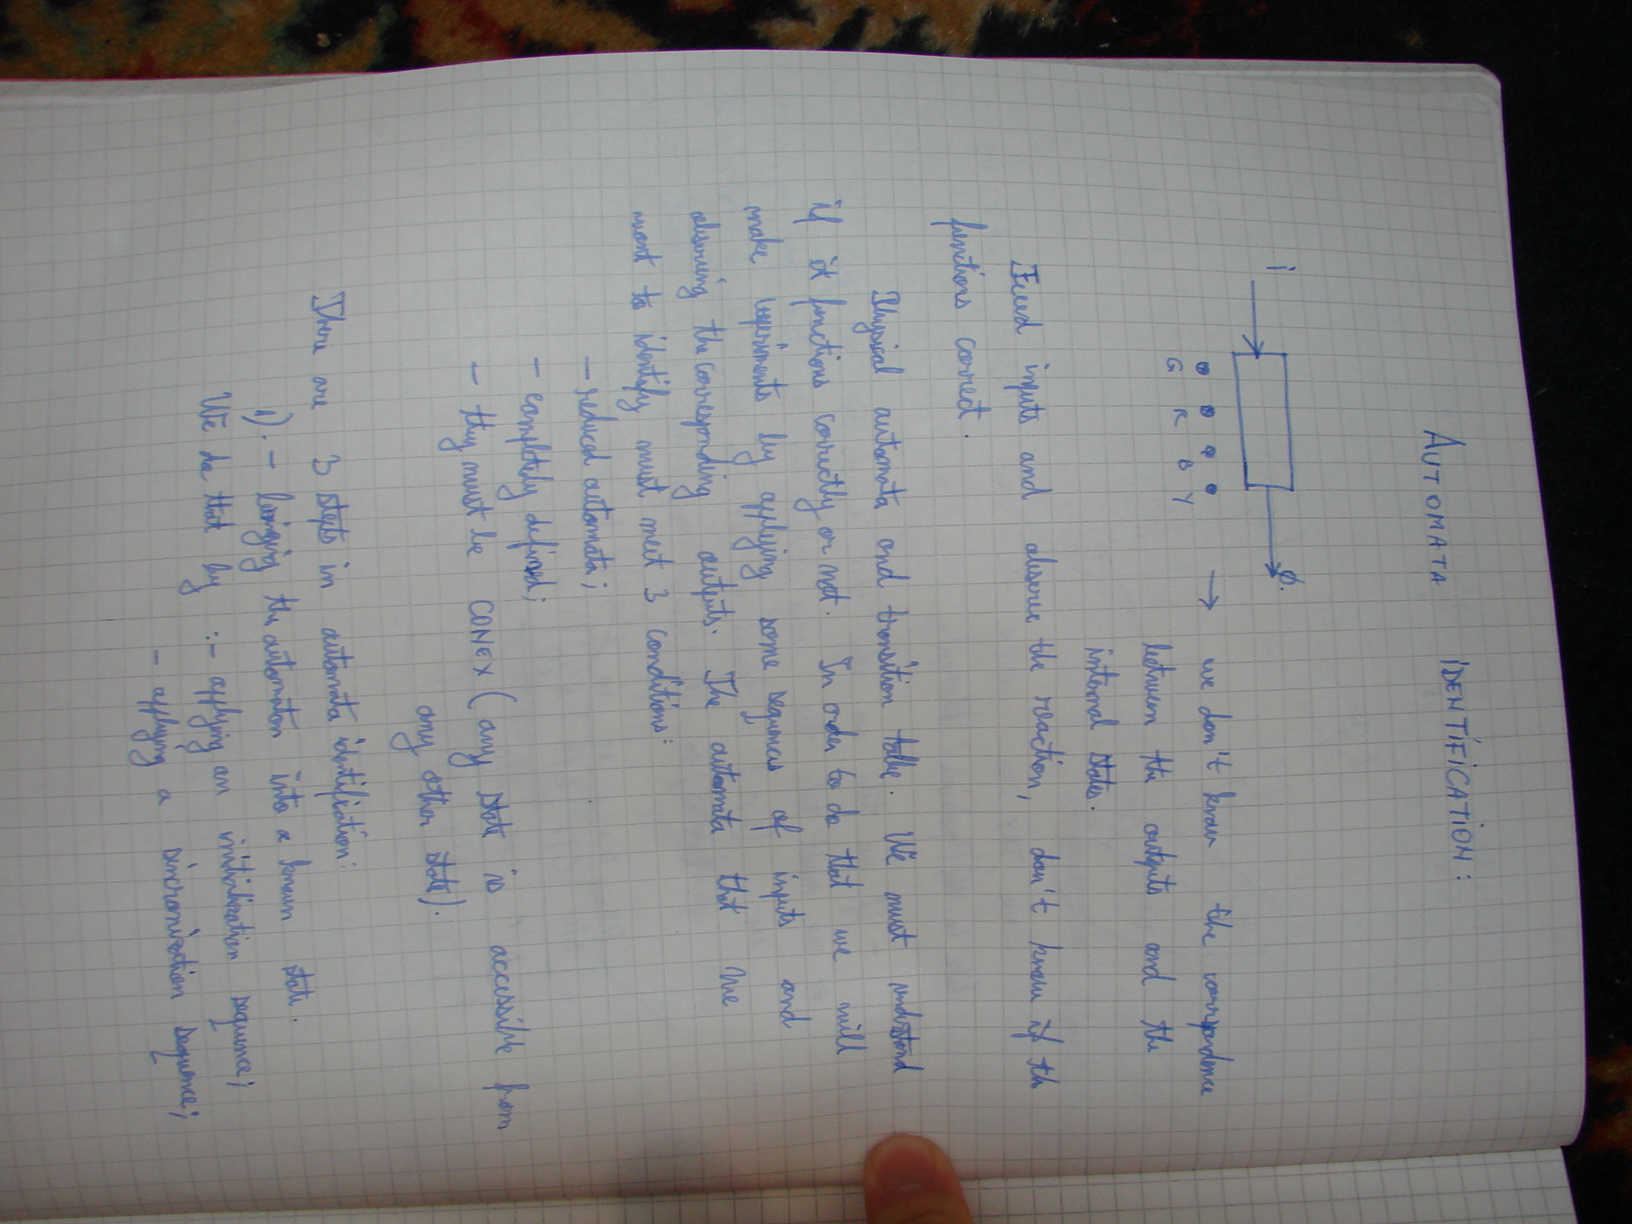 AUTOMATA IDENTIFICATION:
i
O.
G R B Y
→ we don't know the correspondence
between the outputs and the
internal states.
Feeed inputs and observe the reaction, don't know if th
functions correct.
Physical automata and transition table. We must understand
if it functions correctly or not. In order to do that we will
make experiments by applying some sequences of inputs and
observing the corresponding outputs. The automata that we
want to identify must meet 3 conditions:
- reduced automata;
- completely defined;
- they must be CONEX (any state is accessible from
any other state).
There are 3 steps in automata identification:
1). - bringing the automaton into a known state.
We do that by :- applying an initialization sequence;
- applying a sincronization sequence;